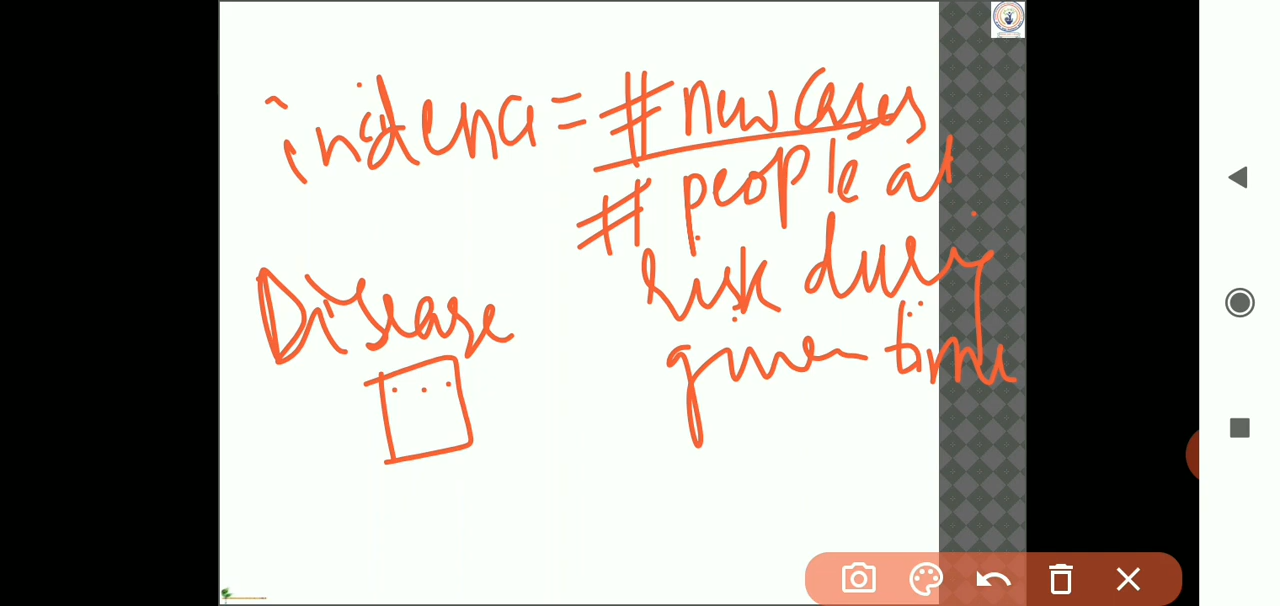 incidence = # new cases
# people at
risk during
given time
Disease